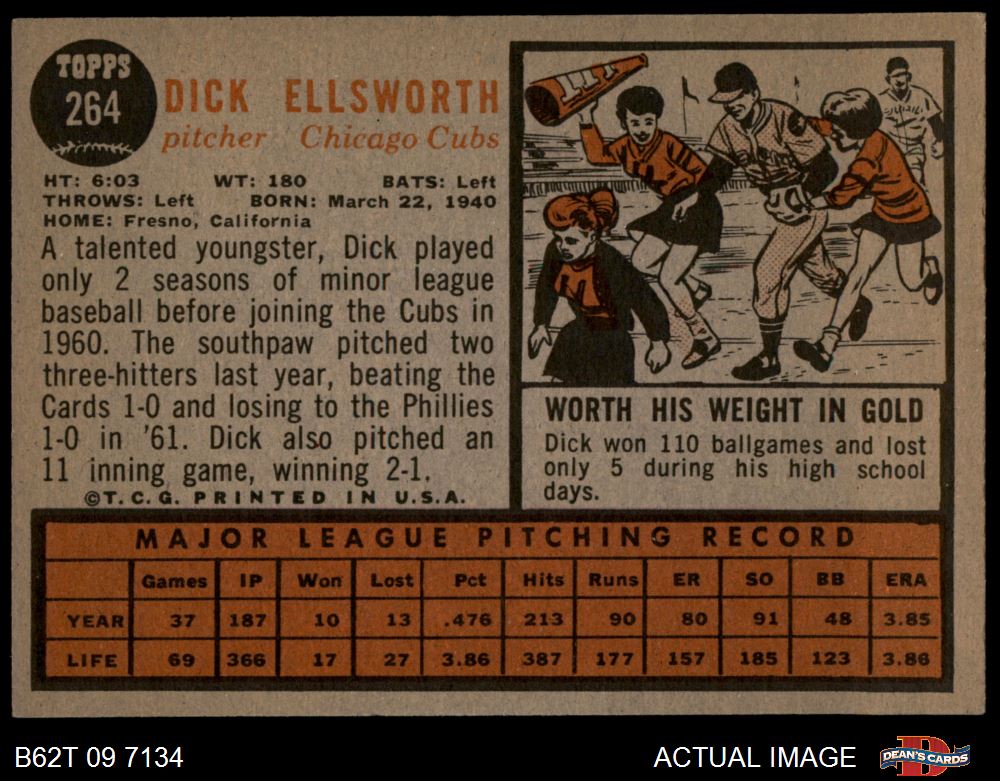 TOPPS
264
DICK ELLSWORTH
pitcher Chicago Cubs
HT: 6:03 WT: 180 BATS: Left
THROWS: Left BORN: March 22, 1940
HOME: Fresno, California
A talented youngster, Dick played
only 2 seasons of minor league
baseball before joining the Cubs in
1960. The southpaw pitched two
three-hitters last year, beating the
Cards 1-0 and losing to the Phillies
1-0 in '61. Dick also pitched an
11 inning game, winning 2-1.
©T.C.G. PRINTED IN U.S.A.
WORTH HIS WEIGHT IN GOLD
Dick won 110 ballgames and lost
only 5 during his high school
days.
MAJOR LEAGUE PITCHING RECORD
Games IP Won Lost Pct Hits Runs ER SO BB ERA
YEAR 37 187 10 13 .476 213 90 80 91 48 3.85
LIFE 69 366 17 27 3.86 387 177 157 185 123 3.86
B62T 09 7134
ACTUAL IMAGE
DEAN'S CARDS